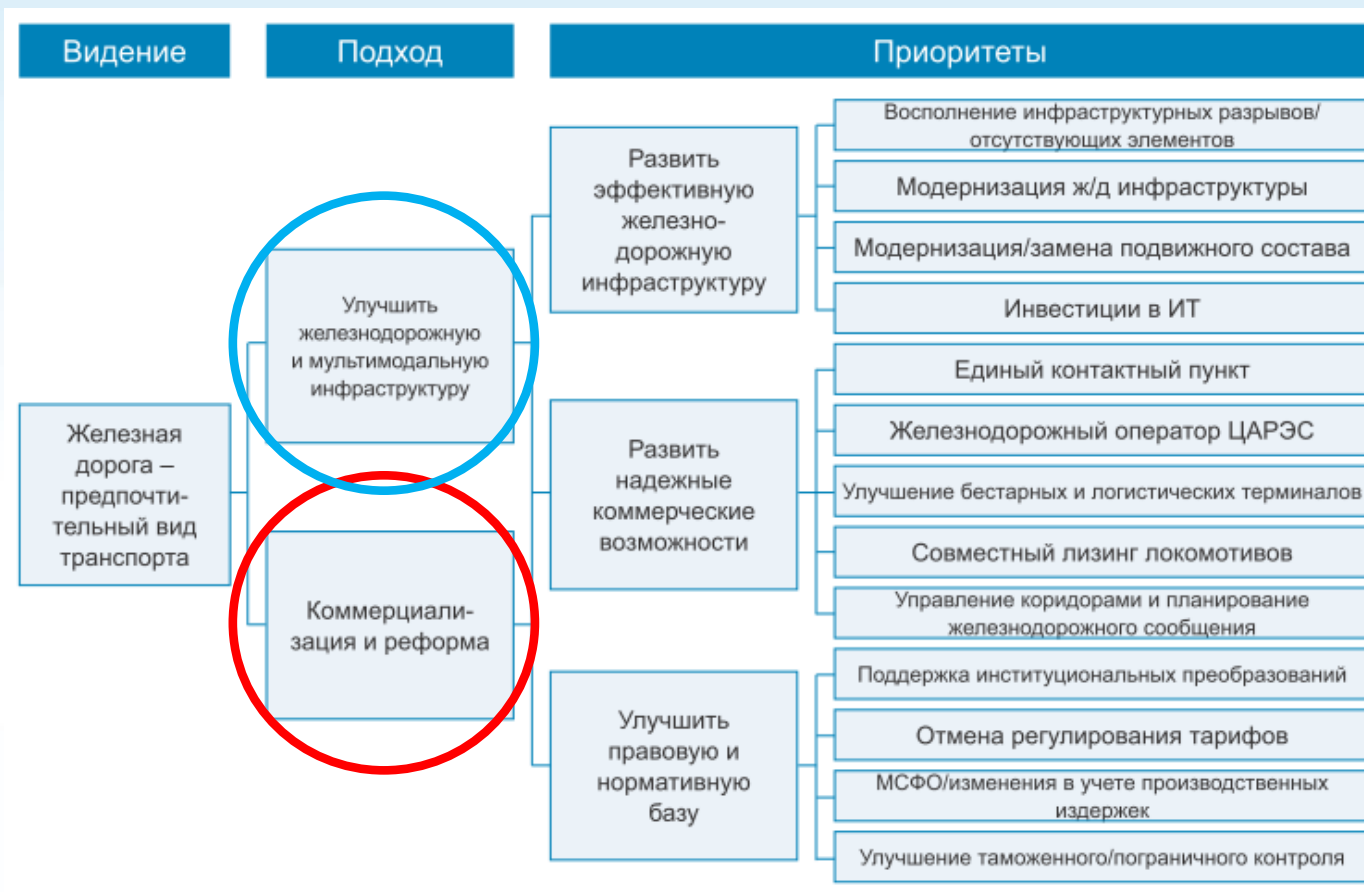 Видение
Подход
Приоритеты
Железная
дорога –
предпочти-
тельный вид
транспорта
Улучшить
железнодорожную
и мультимодальную
инфраструктуру
Коммерциали-
зация и реформа
Развить
эффективную
железно-
дорожную
инфраструктуру
Восполнение инфраструктурных разрывов/
отсутствующих элементов
Модернизация ж/д инфраструктуры
Модернизация/замена подвижного состава
Инвестиции в ИТ
Развить
надежные
коммерческие
возможности
Единый контактный пункт
Железнодорожный оператор ЦАРЭС
Улучшение бестарных и логистических терминалов
Совместный лизинг локомотивов
Управление коридорами и планирование
железнодорожного сообщения
Улучшить
правовую и
нормативную
базу
Поддержка институциональных преобразований
Отмена регулирования тарифов
МСФО/изменения в учете производственных
издержек
Улучшение таможенного/пограничного контроля